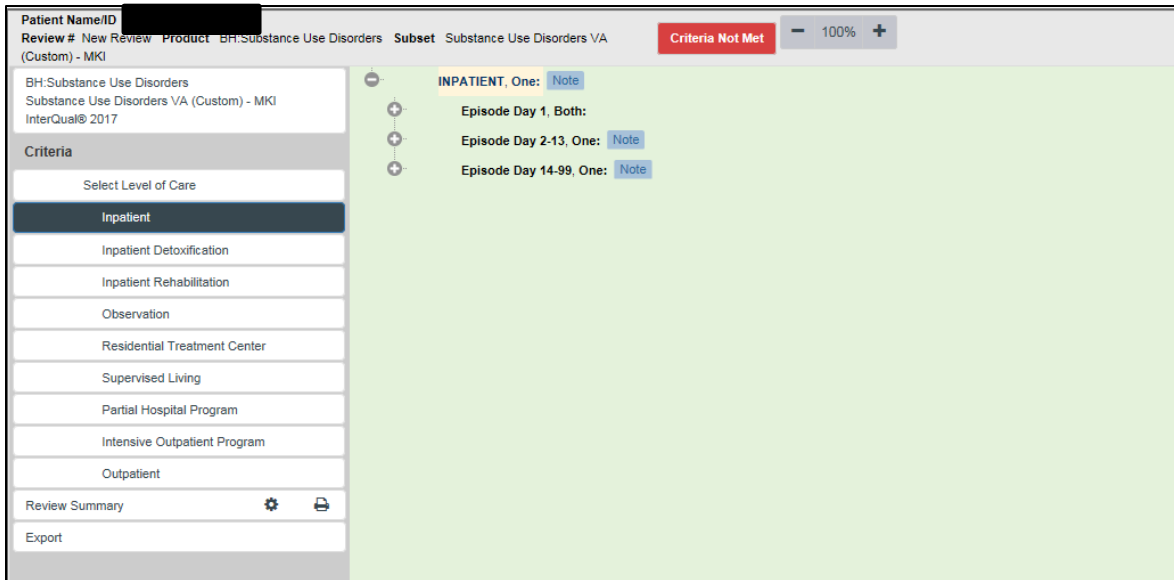 Patient Name/ID
Review # New Review Product BH:Substance Use Disorders Subset Substance Use Disorders VA
(Custom) - MKI
Criteria Not Met
100%
BH:Substance Use Disorders
Substance Use Disorders VA (Custom) - MKI
InterQual® 2017
Criteria
Select Level of Care
Inpatient
Inpatient Detoxification
Inpatient Rehabilitation
Observation
Residential Treatment Center
Supervised Living
Partial Hospital Program
Intensive Outpatient Program
Outpatient
Review Summary
Export
INPATIENT, One: Note
Episode Day 1, Both:
Episode Day 2-13, One: Note
Episode Day 14-99, One: Note